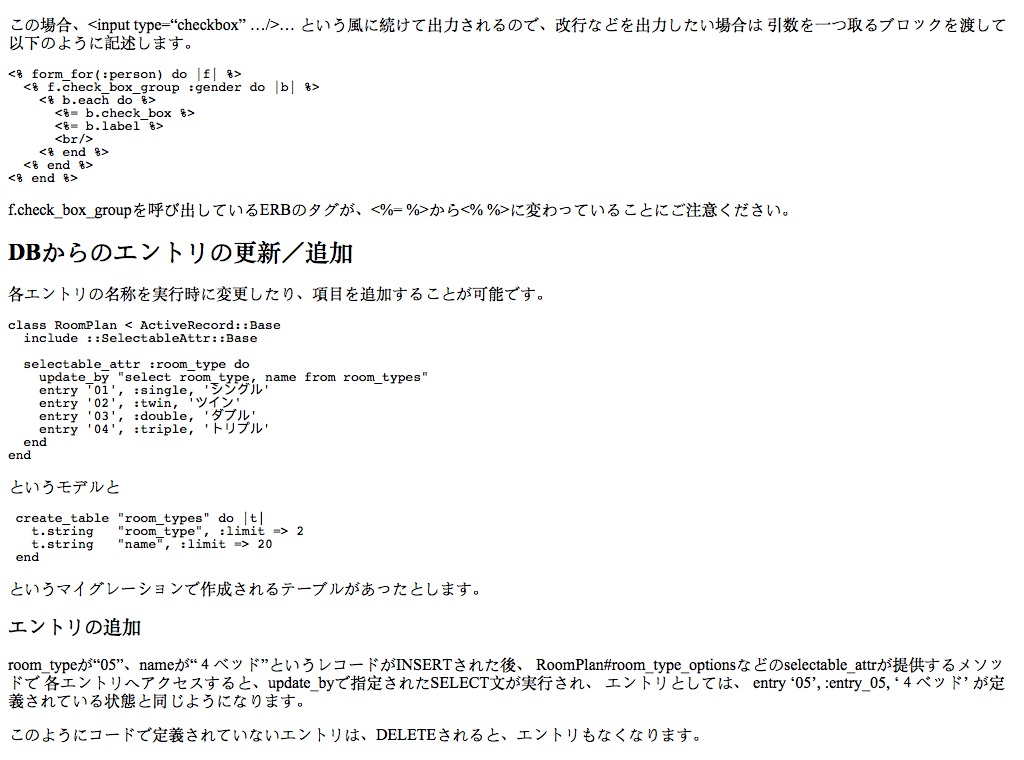 この場合、<input type=“checkbox” …/>… という風に続けて出力されるので、改行などを出力したい場合は 引数を一つ取るブロックを渡して
以下のように記述します。
<% form_for(:person) do |f| %>
  <% f.check_box_group :gender do |b| %>
    <% b.each do %>
      <%= b.check_box %>
      <%= b.label %>
      <br/>
    <% end %>
  <% end %>
<% end %>
f.check_box_groupを呼び出しているERBのタグが、<%= %>から<% %>に変わっていることにご注意ください。
DBからのエントリの更新／追加
各エントリの名称を実行時に変更したり、項目を追加することが可能です。
class RoomPlan < ActiveRecord::Base
  include ::SelectableAttr::Base
  selectable_attr :room_type do
    update_by "select room_type, name from room_types"
    entry '01', :single, 'シングル'
    entry '02', :twin, 'ツイン'
    entry '03', :double, 'ダブル'
    entry '04', :triple, 'トリプル'
  end
end
というモデルと
 create_table "room_types" do |t|
   t.string   "room_type", :limit => 2
   t.string   "name", :limit => 20
 end
というマイグレーションで作成されるテーブルがあったとします。
エントリの追加
room_typeが“05”、nameが“４ベッド”というレコードがINSERTされた後、 RoomPlan#room_type_optionsなどのselectable_attrが提供するメソッ
ドで 各エントリへアクセスすると、update_byで指定されたSELECT文が実行され、 エントリとしては、 entry ‘05’, :entry_05, ‘４ベッド’ が定
義されている状態と同じようになります。
このようにコードで定義されていないエントリは、DELETEされると、エントリもなくなります。